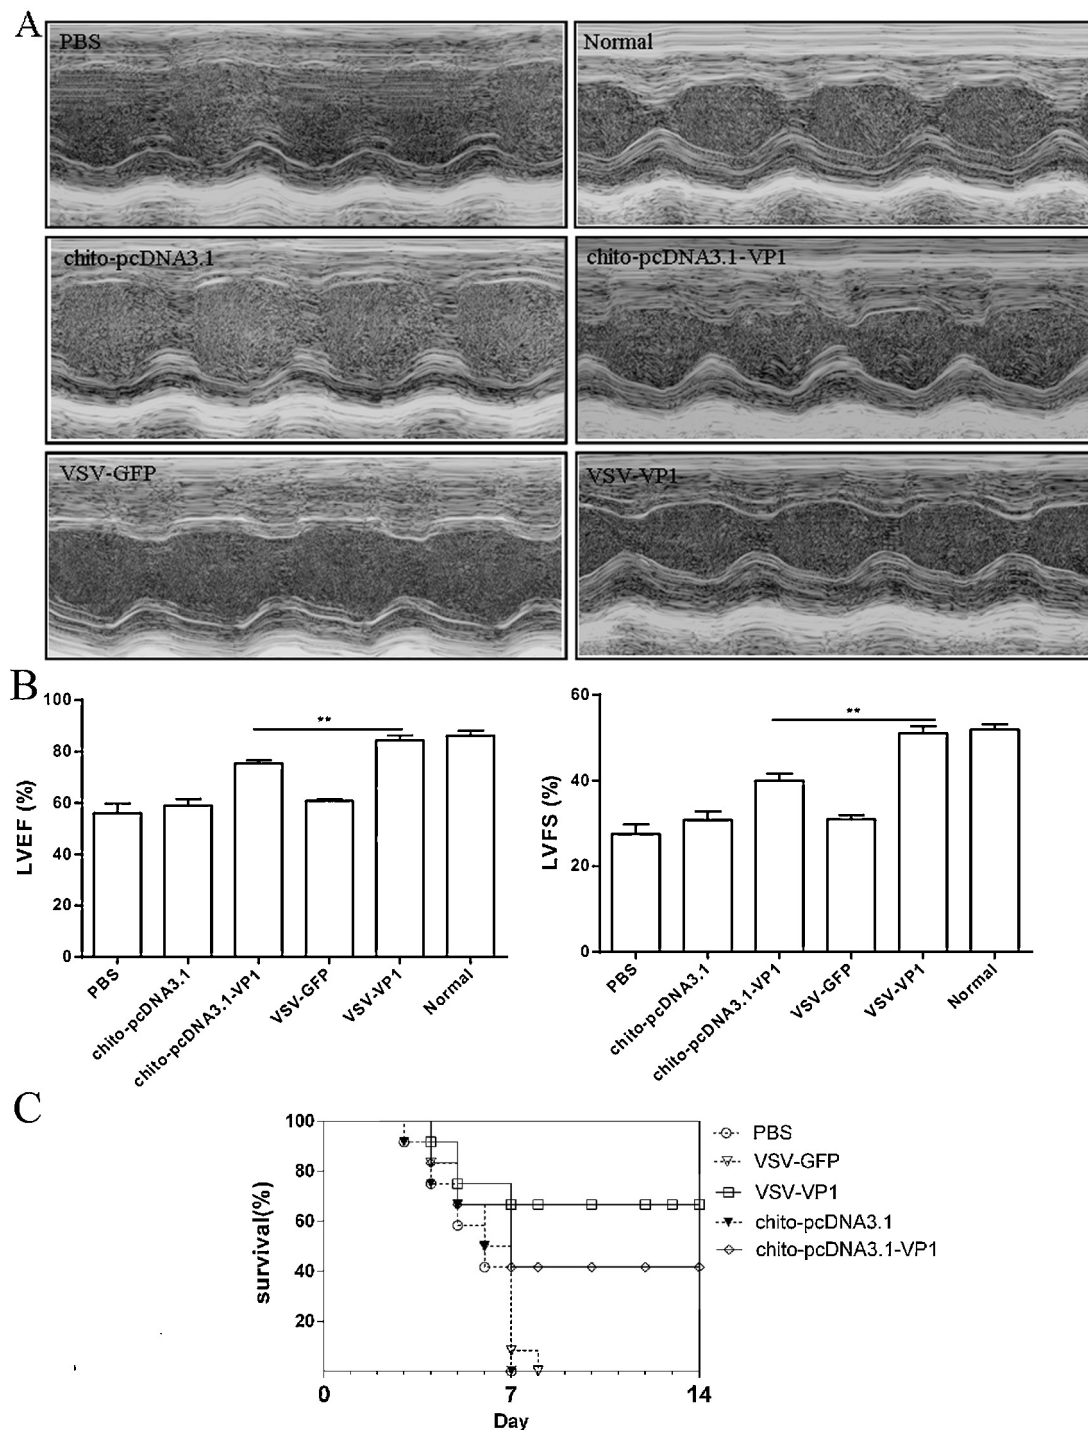 A
PBS
Normal
chito-pcDNA3.1
chito-pcDNA3.1-VP1
VSV-GFP
VSV-VP1
B
100
80
60
40
20
0
LVEF (%)
**
PBS
chito-pcDNA3.1
chito-pcDNA3.1-VP1
VSV-GFP
VSV-VP1
Normal
60
40
20
0
LVFS (%)
**
PBS
chito-pcDNA3.1
chito-pcDNA3.1-VP1
VSV-GFP
VSV-VP1
Normal
C
100
80
60
40
20
survival(%)
0
7
14
Day
PBS
VSV-GFP
VSV-VP1
chito-pcDNA3.1
chito-pcDNA3.1-VP1